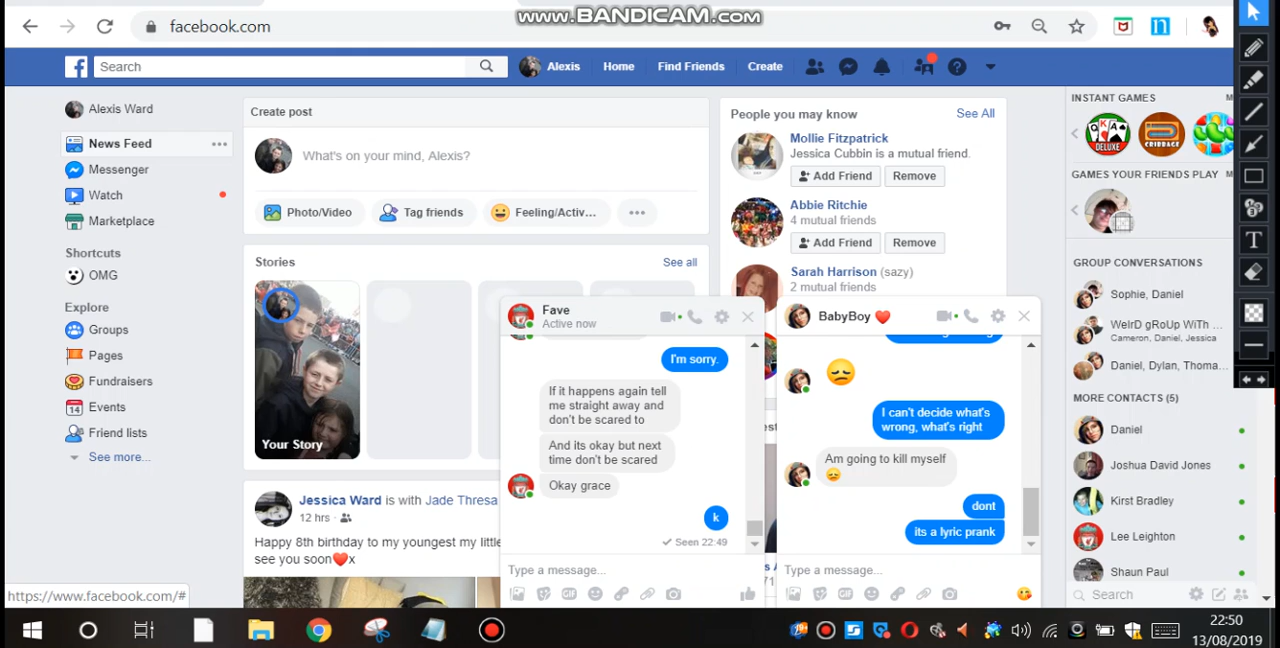 www.BANDICAM.com
facebook.com
Search
Alexis
Home
Find Friends
Create
Alexis Ward
News Feed
Messenger
Watch
Marketplace
Shortcuts
OMG
Explore
Groups
Pages
Fundraisers
Events
14
Friend lists
See more...
Create post
What's on your mind, Alexis?
Photo/Video
Tag friends
Feeling/Activ...
Stories
See all
Your Story
Jessica Ward is with Jade Thresa
12 hrs
Happy 8th birthday to my youngest my little
see you soon❤️x
People you may know
See All
Mollie Fitzpatrick
Jessica Cubbin is a mutual friend.
Add Friend
Remove
Abbie Ritchie
4 mutual friends
Add Friend
Remove
Sarah Harrison (sazy)
2 mutual friends
Fave
Active now
I'm sorry.
If it happens again tell
me straight away and
don't be scared to
And its okay but next
time don't be scared
Okay grace
k
Seen 22:49
Type a message...
GIF
BabyBoy ❤️
😞
I can't decide what's
wrong, what's right
Am going to kill myself
😞
dont
its a lyric prank
Type a message...
GIF
INSTANT GAMES
DELUXE
CRIBBAGE
GAMES YOUR FRIENDS PLAY
GROUP CONVERSATIONS
Sophie, Daniel
WeIrD gRoUp WiTh ...
Cameron, Daniel, Jessica
Daniel, Dylan, Thoma...
MORE CONTACTS (5)
Daniel
Joshua David Jones
Kirst Bradley
Lee Leighton
Shaun Paul
Search
https://www.facebook.com/#
22:50
13/08/2019